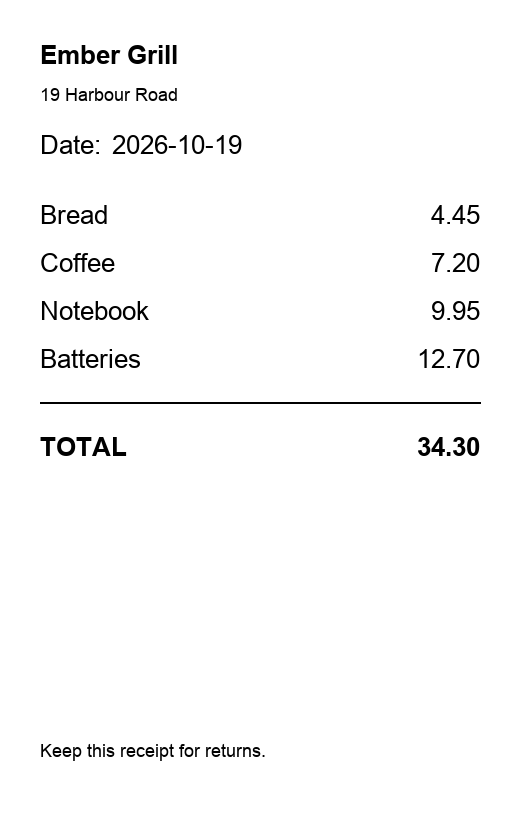 Ember Grill
19 Harbour Road
Date: 2026-10-19
Bread 4.45
Coffee 7.20
Notebook 9.95
Batteries 12.70
TOTAL 34.30
Keep this receipt for returns.